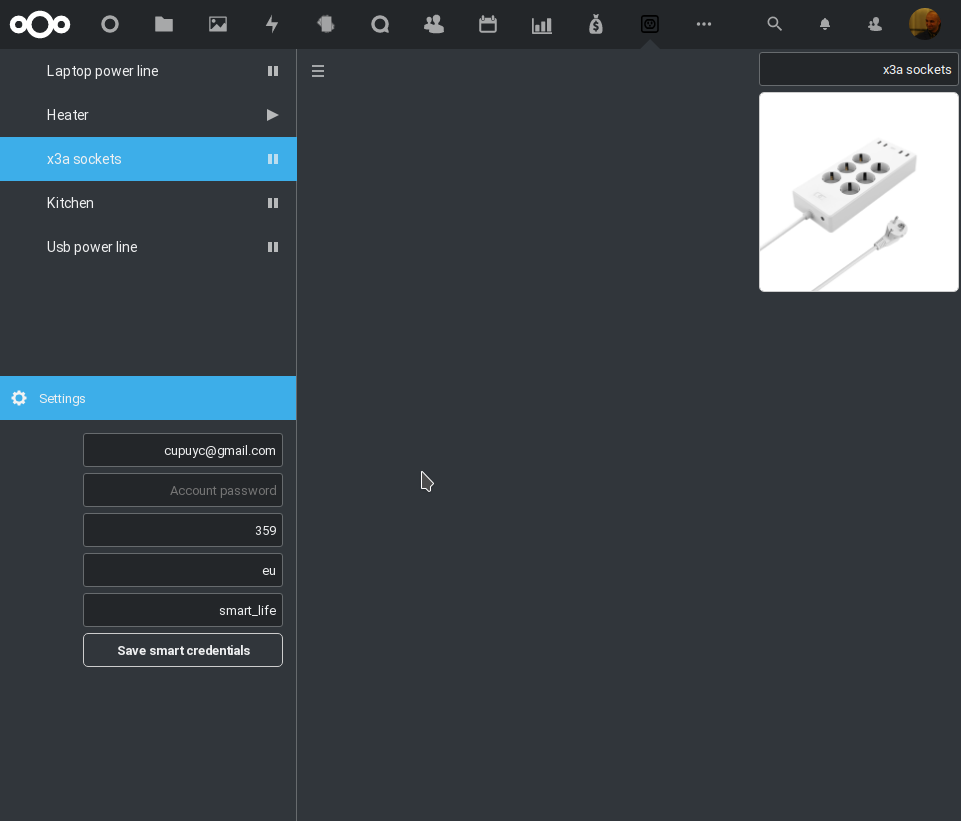 Laptop power line
Heater
x3a sockets
Kitchen
Usb power line
Settings
cupuyc@gmail.com
Account password
359
eu
smart_life
Save smart credentials
x3a sockets